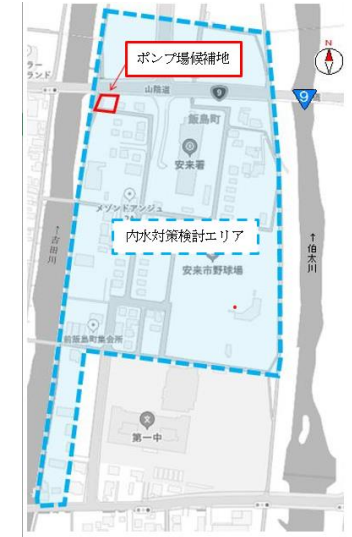 ポンプ場候補地
N
ラー
ランド
山陰道
9
9
道
飯島町
安来署
メゾンドアンジュ
内水対策検討エリア
↑吉田川
↑伯太川
安来市野球場
前飯島町集会所
文
第一中